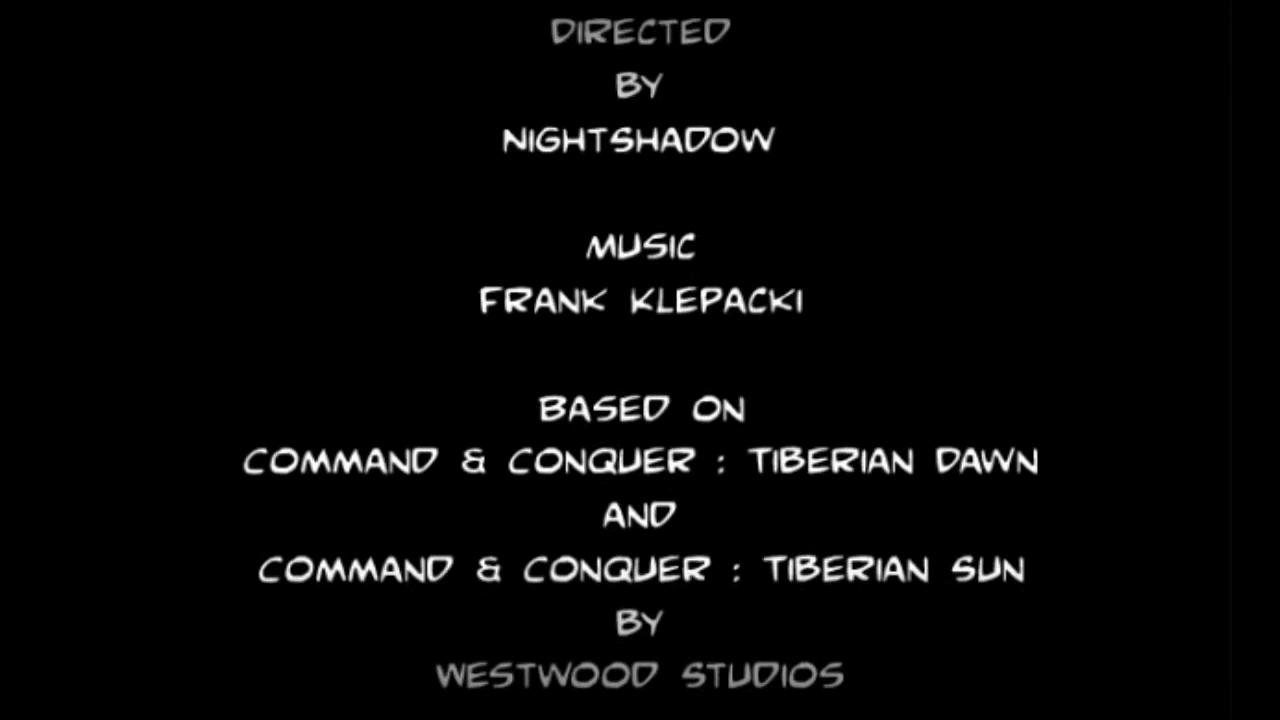 DIRECTED
BY
NIGHTSHADOW
MUSIC
FRANK KLEPACKI
BASED ON
COMMAND & CONQUER : TIBERIAN DAWN
AND
COMMAND & CONQUER : TIBERIAN SUN
BY
WESTWOOD STUDIOS